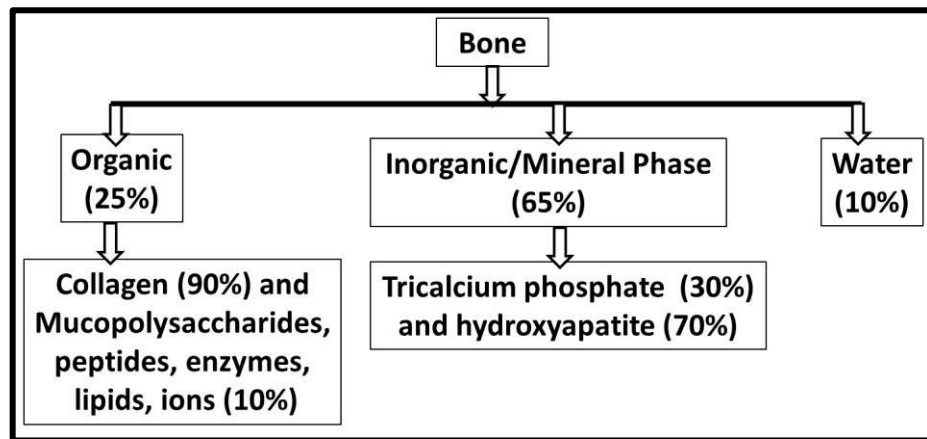 Bone
Organic
(25%)
Inorganic/Mineral Phase
(65%)
Water
(10%)
Collagen (90%) and
Mucopolysaccharides,
peptides, enzymes,
lipids, ions (10%)
Tricalcium phosphate (30%)
and hydroxyapatite (70%)